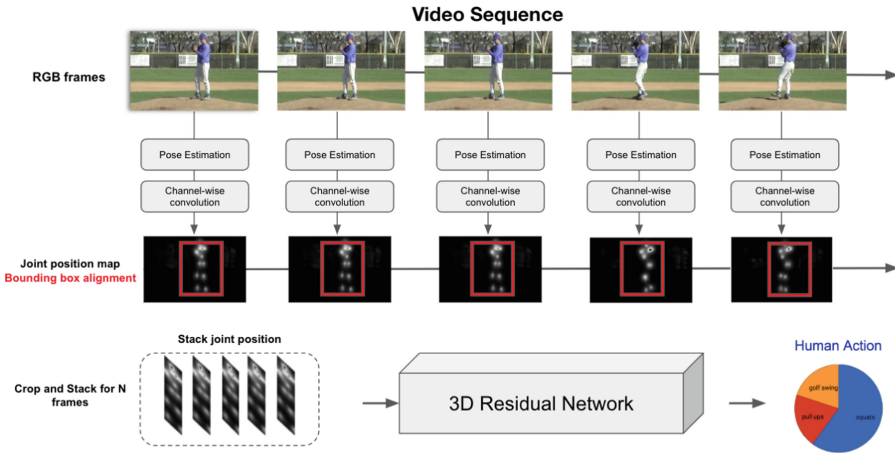 Video Sequence
RGB frames
Pose Estimation
Pose Estimation
Pose Estimation
Pose Estimation
Pose Estimation
Channel-wise
convolution
Channel-wise
convolution
Channel-wise
convolution
Channel-wise
convolution
Channel-wise
convolution
Joint position map
Bounding box alignment
Stack joint position
Crop and Stack for N
frames
3D Residual Network
Human Action
golf swing
pull ups
squats